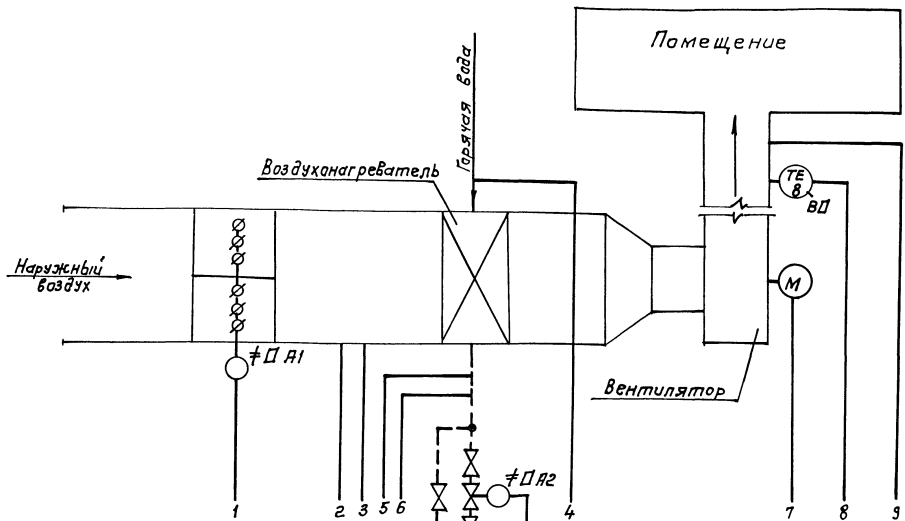 Помещение
Горячая вода
Воздухонагреватель
TE
8
ВП
Наружный
воздух
М
≠ П А1
Вентилятор
≠ П А2
1 2 3 5 6 4 7 8 9